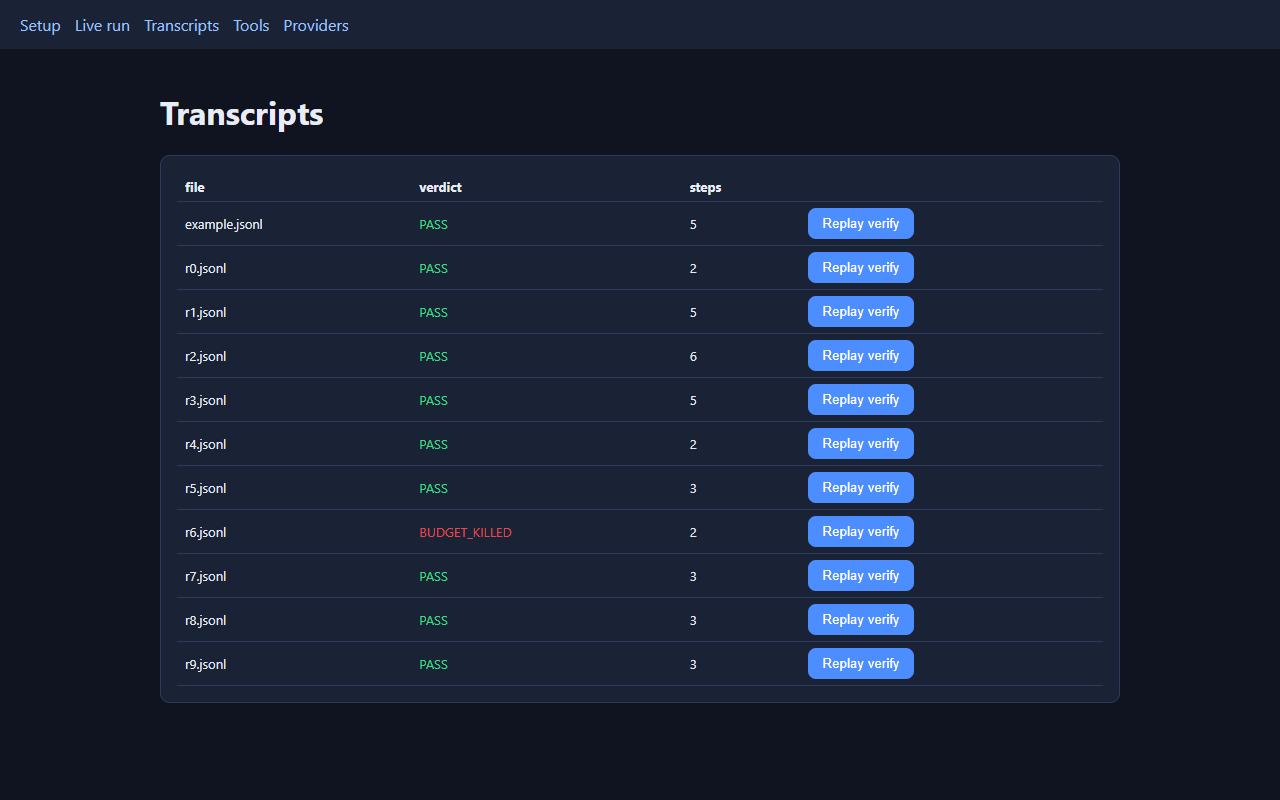 Setup Live run Transcripts Tools Providers
Transcripts
file verdict steps
example.jsonl PASS 5 Replay verify
r0.jsonl PASS 2 Replay verify
r1.jsonl PASS 5 Replay verify
r2.jsonl PASS 6 Replay verify
r3.jsonl PASS 5 Replay verify
r4.jsonl PASS 2 Replay verify
r5.jsonl PASS 3 Replay verify
r6.jsonl BUDGET_KILLED 2 Replay verify
r7.jsonl PASS 3 Replay verify
r8.jsonl PASS 3 Replay verify
r9.jsonl PASS 3 Replay verify